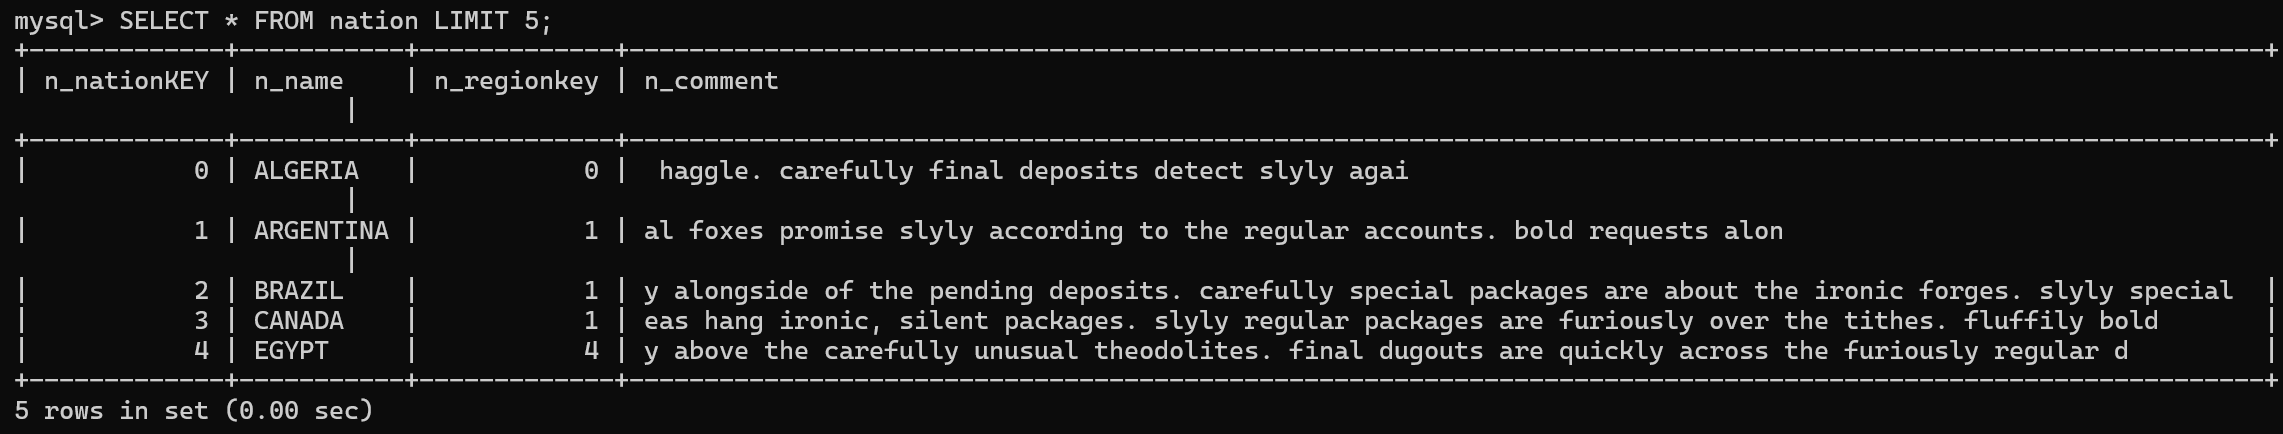 mysql> SELECT * FROM nation LIMIT 5;
+-------------+-----------+-------------+-------------------------------------------------------------------------------------------------------------+
| n_nationKEY | n_name    | n_regionkey | n_comment
                      |
+-------------+-----------+-------------+-------------------------------------------------------------------------------------------------------------+
|           0 | ALGERIA   |           0 |  haggle. carefully final deposits detect slyly agai
                      |
|           1 | ARGENTINA |           1 | al foxes promise slyly according to the regular accounts. bold requests alon
                      |
|           2 | BRAZIL    |           1 | y alongside of the pending deposits. carefully special packages are about the ironic forges. slyly special  |
|           3 | CANADA    |           1 | eas hang ironic, silent packages. slyly regular packages are furiously over the tithes. fluffily bold       |
|           4 | EGYPT     |           4 | y above the carefully unusual theodolites. final dugouts are quickly across the furiously regular d         |
+-------------+-----------+-------------+-------------------------------------------------------------------------------------------------------------+
5 rows in set (0.00 sec)